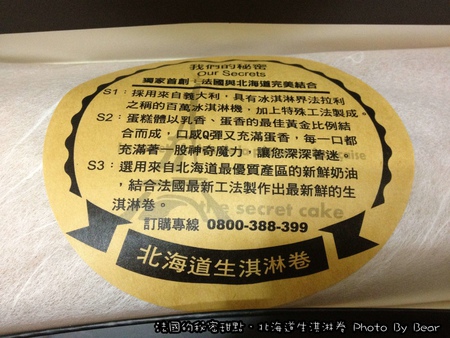 我們的秘密
Our Secrets
獨家首創，法國與北海道完美結合
S1：採用來自義大利，具有冰淇淋界法拉利
之稱的百萬冰淇淋機，加上特殊工法製成。
S2：蛋糕體以乳香、蛋香的最佳黃金比例結
合而成，口感Q彈又充滿蛋香，每一口都
充滿著一股神奇魔力，讓您深深著迷。
S3：選用來自北海道最優質產區的新鮮奶油
，結合法國最新工法製作出最新鮮的生
淇淋卷。
the secret cake
訂購專線 0800-388-399
北海道生淇淋卷
法國的秘密甜點。北海道生淇淋卷 Photo By Bear